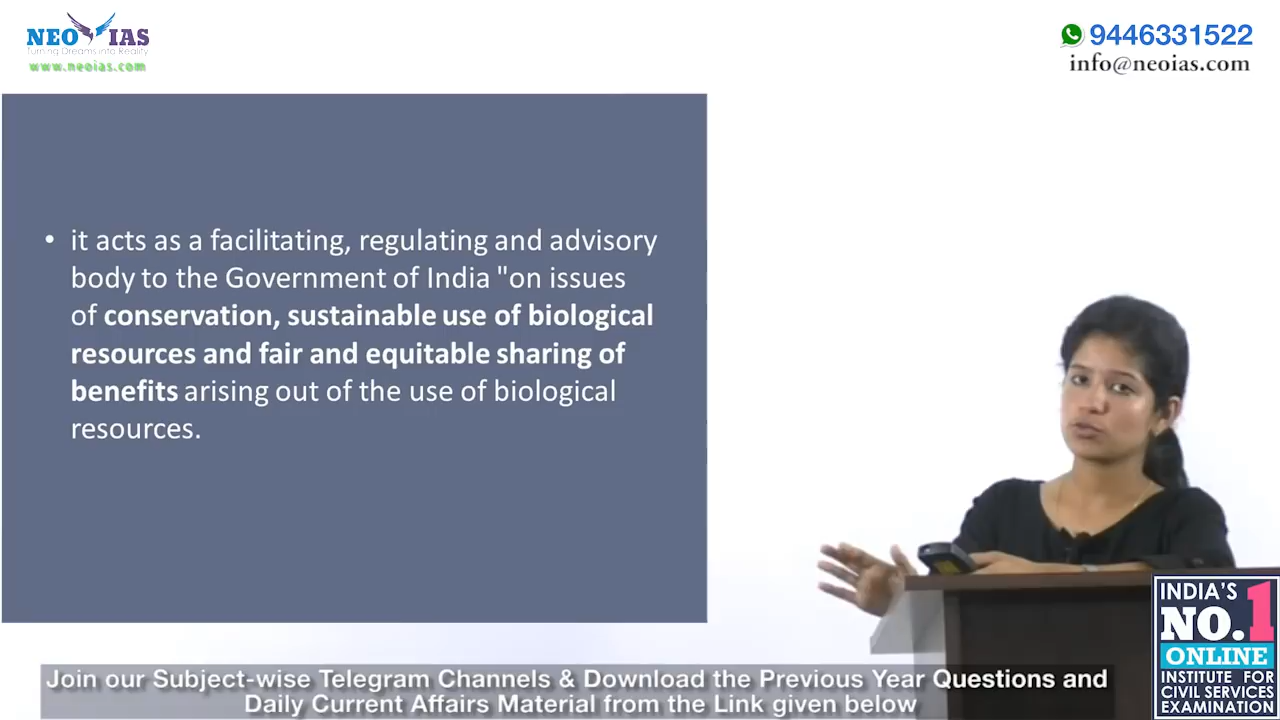 NEO IAS
Turning Dreams into Reality
www.neoias.com
9446331522
info@neoias.com
• it acts as a facilitating, regulating and advisory
body to the Government of India "on issues
of conservation, sustainable use of biological
resources and fair and equitable sharing of
benefits arising out of the use of biological
resources.
INDIA'S
NO.1
ONLINE
INSTITUTE FOR
CIVIL SERVICES
EXAMINATION
Join our Subject-wise Telegram Channels & Download the Previous Year Questions and
Daily Current Affairs Material from the Link given below